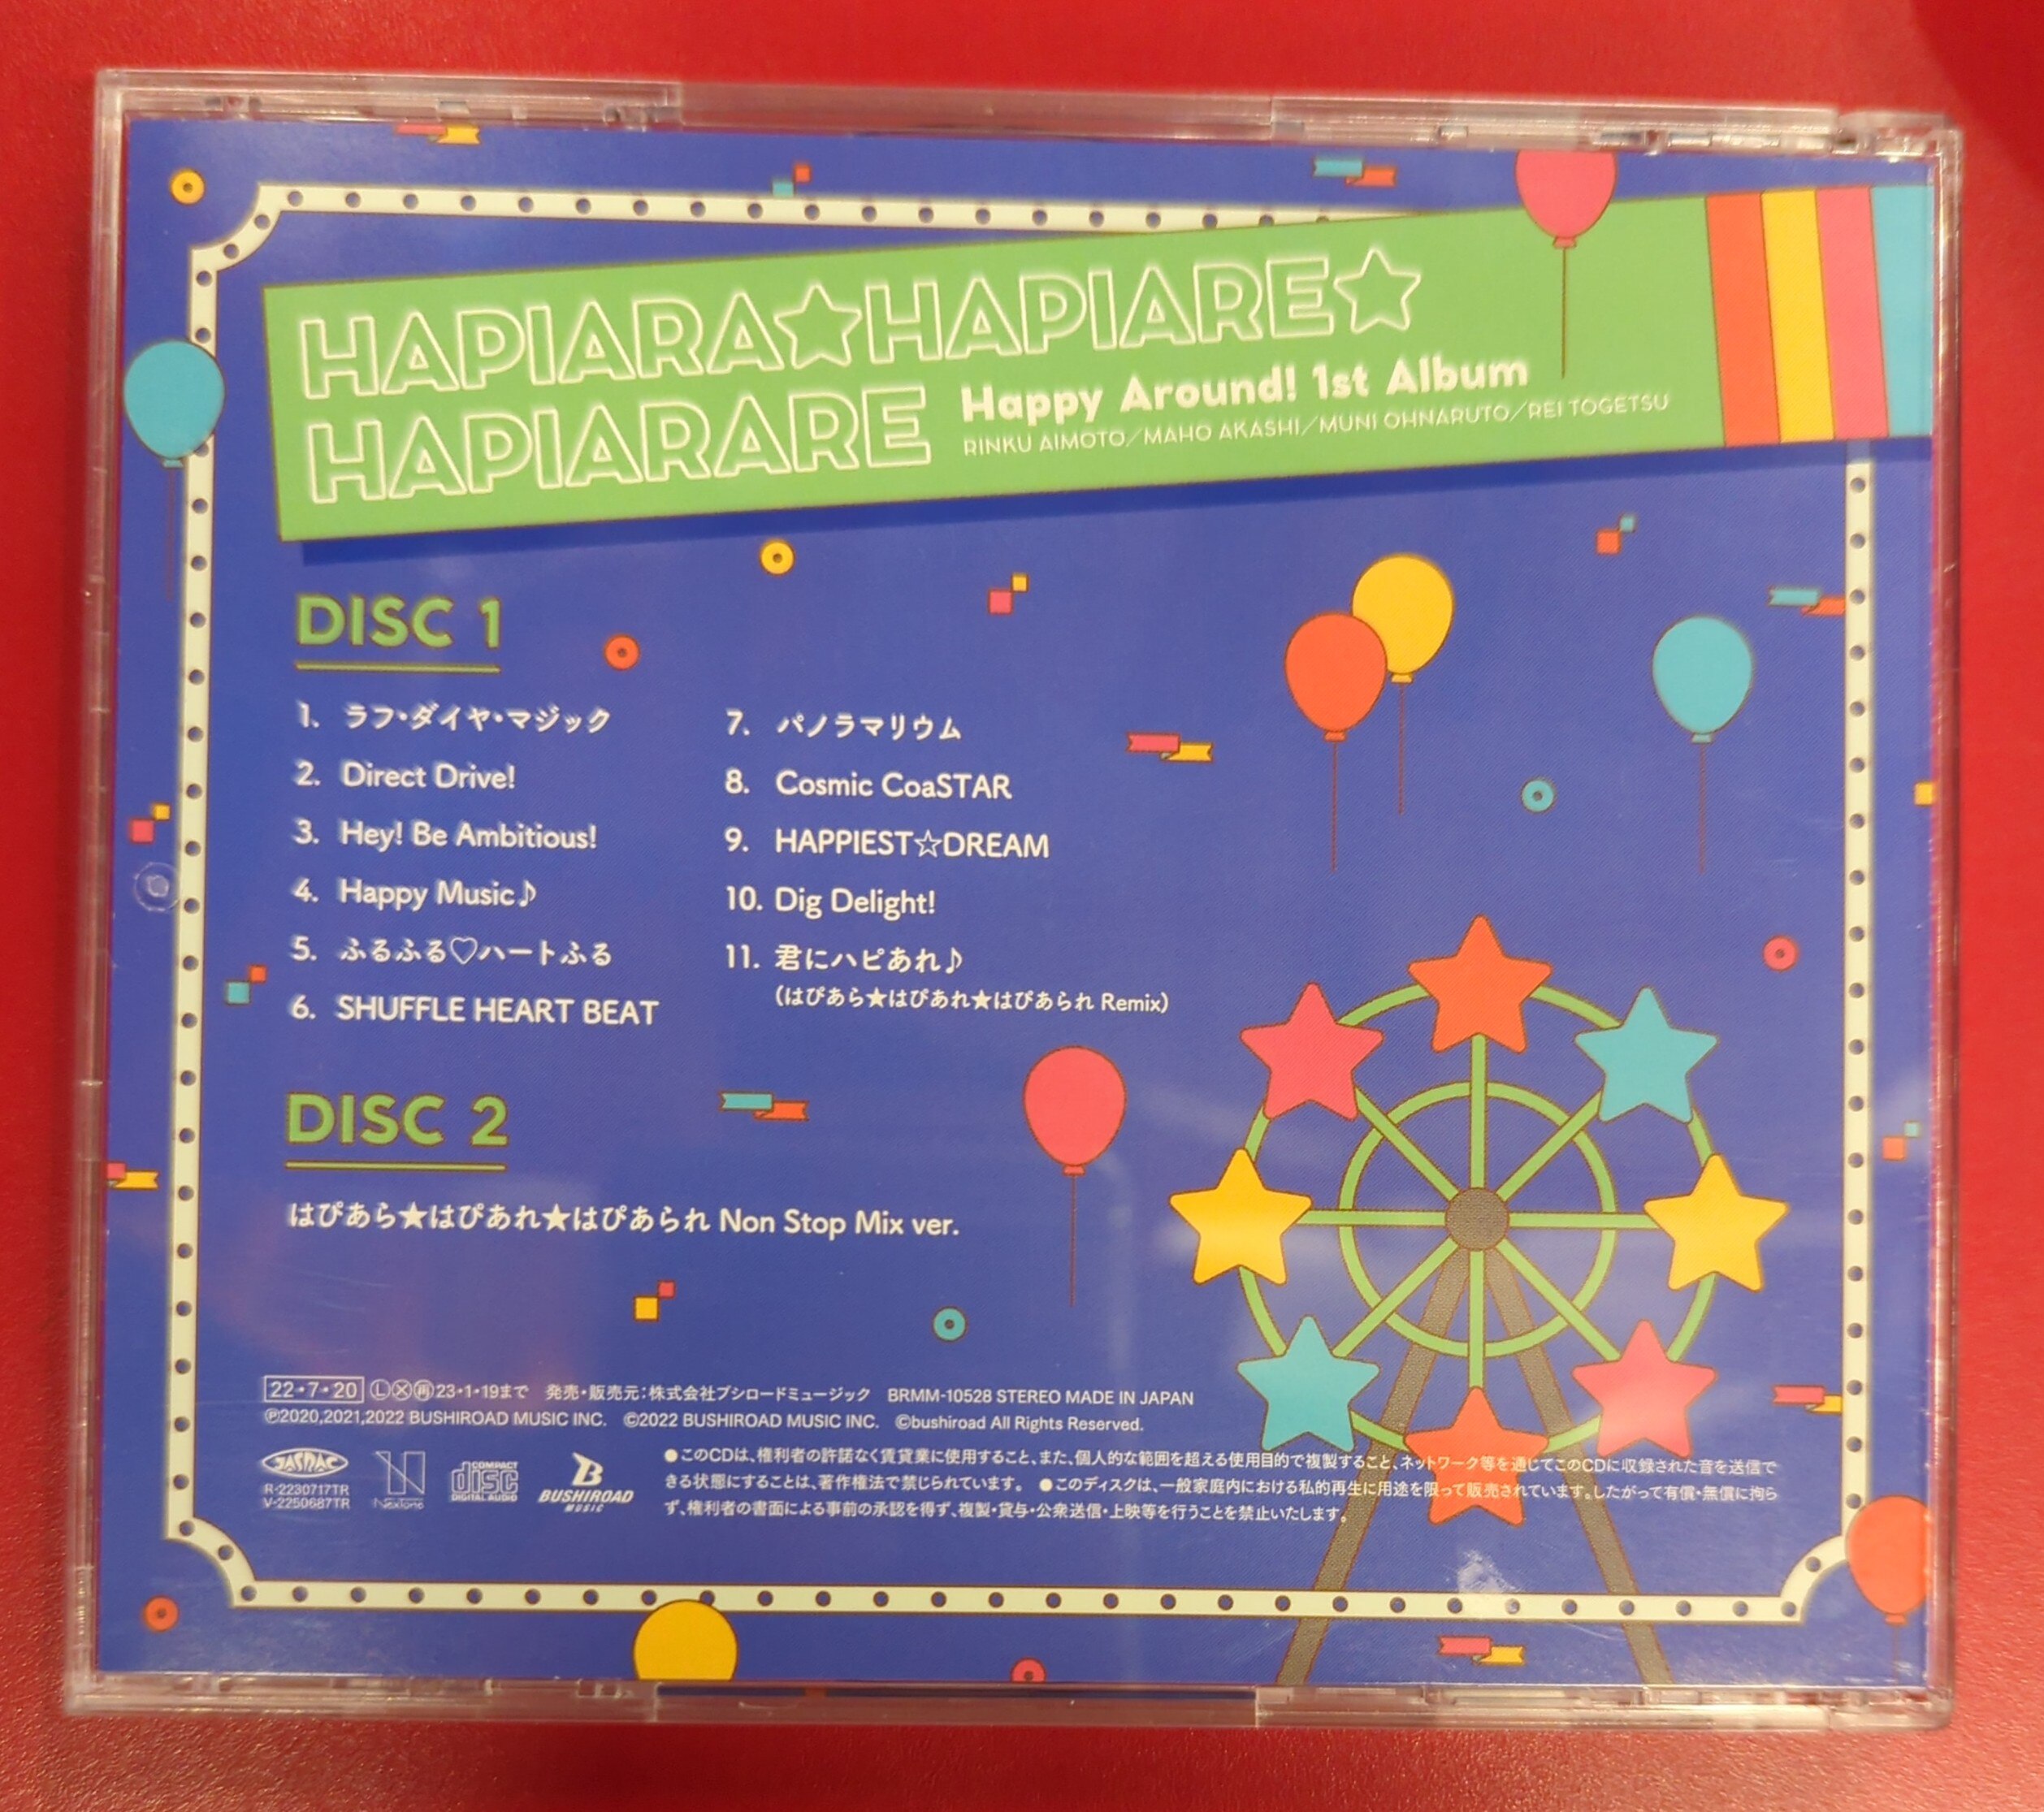 HAPIARA☆HAPIARE☆
HAPIARARE
Happy Around! 1st Album
RINKU AIMOTO／MAHO AKASHI／MUNI OHNARUTO／REI TOGETSU
DISC 1
1. ラフ・ダイヤ・マジック
2. Direct Drive!
3. Hey! Be Ambitious!
4. Happy Music♪
5. ふるふる♡ハートふる
6. SHUFFLE HEART BEAT
7. パノラマリウム
8. Cosmic CoaSTAR
9. HAPPIEST☆DREAM
10. Dig Delight!
11. 君にハピあれ♪
(はぴあら★はぴあれ★はぴあられ Remix)
DISC 2
はぴあら★はぴあれ★はぴあられ Non Stop Mix ver.
22・7・20 Ⓛ Ⓧ ㊢23・1・19まで 発売・販売元：株式会社ブシロードミュージック BRMM-10528 STEREO MADE IN JAPAN
Ⓟ2020,2021,2022 BUSHIROAD MUSIC INC. ©2022 BUSHIROAD MUSIC INC. ©bushiroad All Rights Reserved.
JASRAC
R-2230717TR
V-2250687TR
NexTone
COMPACT
disc
DIGITAL AUDIO
BUSHIROAD
MUSIC
●このCDは、権利者の許諾なく賃貸業に使用すること、また、個人的な範囲を超える使用目的で複製すること、ネットワーク等を通じてこのCDに収録された音を送信で
きる状態にすることは、著作権法で禁じられています。 ●このディスクは、一般家庭内における私的再生に用途を限って販売されています。したがって有償・無償に拘ら
ず、権利者の書面による事前の承認を得ず、複製・貸与・公衆送信・上映等を行うことを禁止いたします。